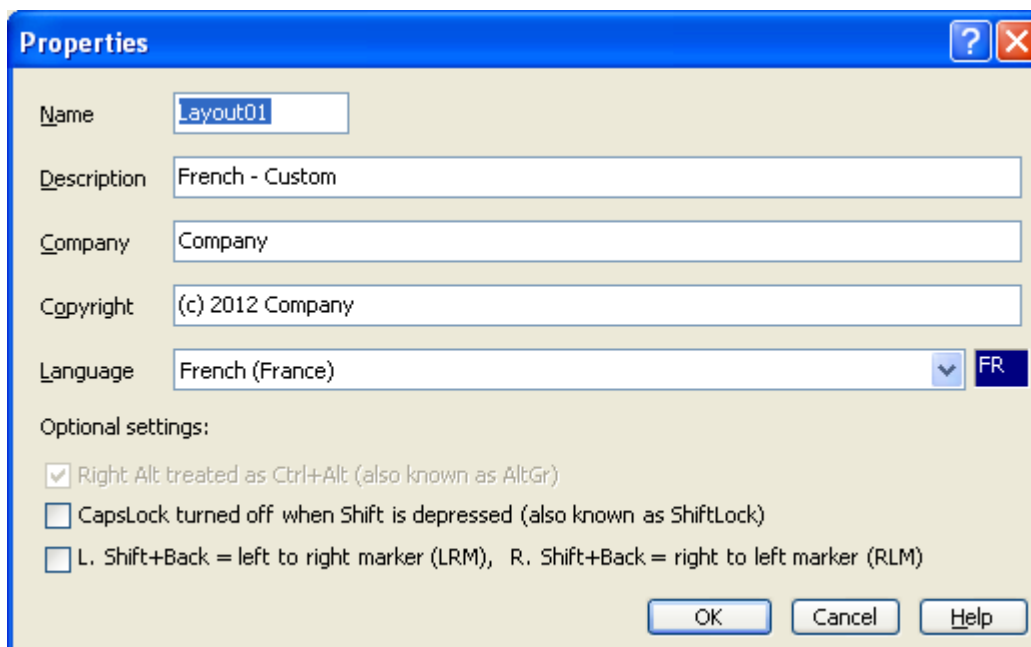 Properties
Name Layout01
Description French - Custom
Company Company
Copyright (c) 2012 Company
Language French (France) FR
Optional settings:
Right Alt treated as Ctrl+Alt (also known as AltGr)
CapsLock turned off when Shift is depressed (also known as ShiftLock)
L. Shift+Back = left to right marker (LRM), R. Shift+Back = right to left marker (RLM)
OK Cancel Help